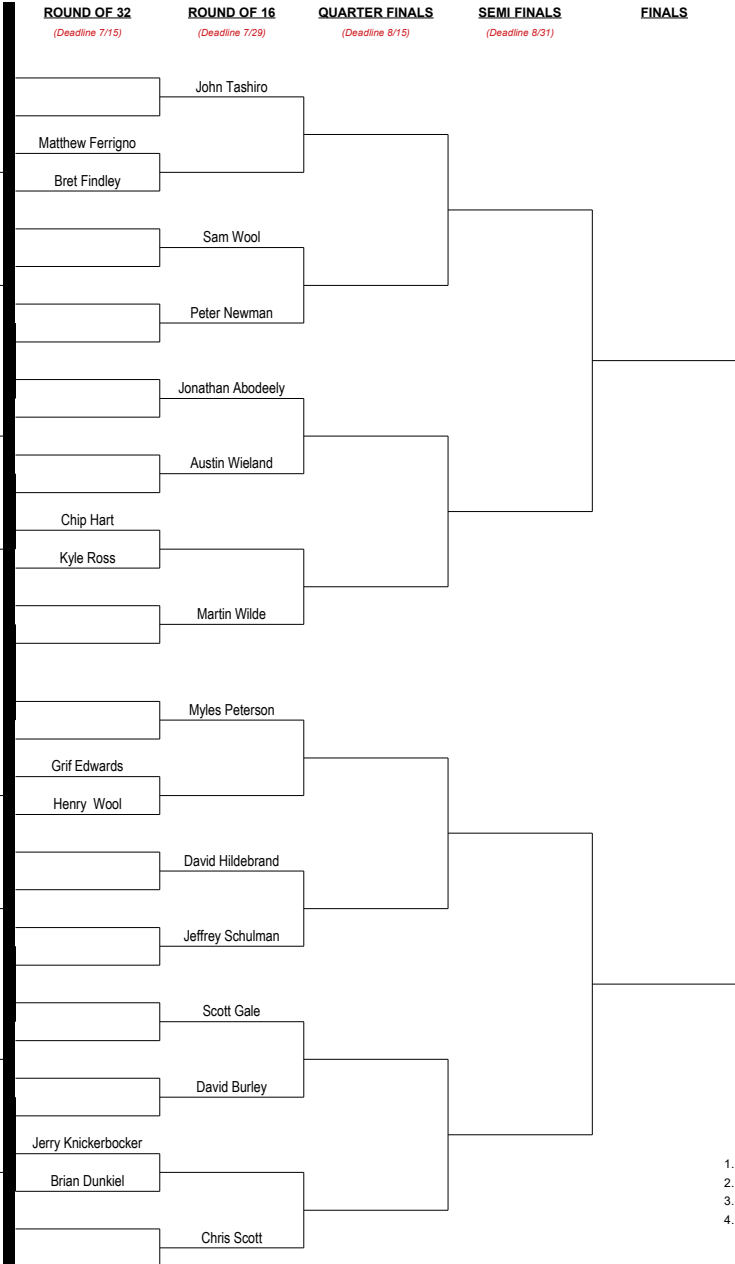 ROUND OF 32 ROUND OF 16 QUARTER FINALS SEMI FINALS FINALS
(Deadline 7/15) (Deadline 7/29) (Deadline 8/15) (Deadline 8/31)
John Tashiro
Matthew Ferrigno
Bret Findley
Sam Wool
Peter Newman
Jonathan Abodeely
Austin Wieland
Chip Hart
Kyle Ross
Martin Wilde
Myles Peterson
Grif Edwards
Henry Wool
David Hildebrand
Jeffrey Schulman
Scott Gale
David Burley
Jerry Knickerbocker
1.
Brian Dunkiel
2.
3.
4.
Chris Scott